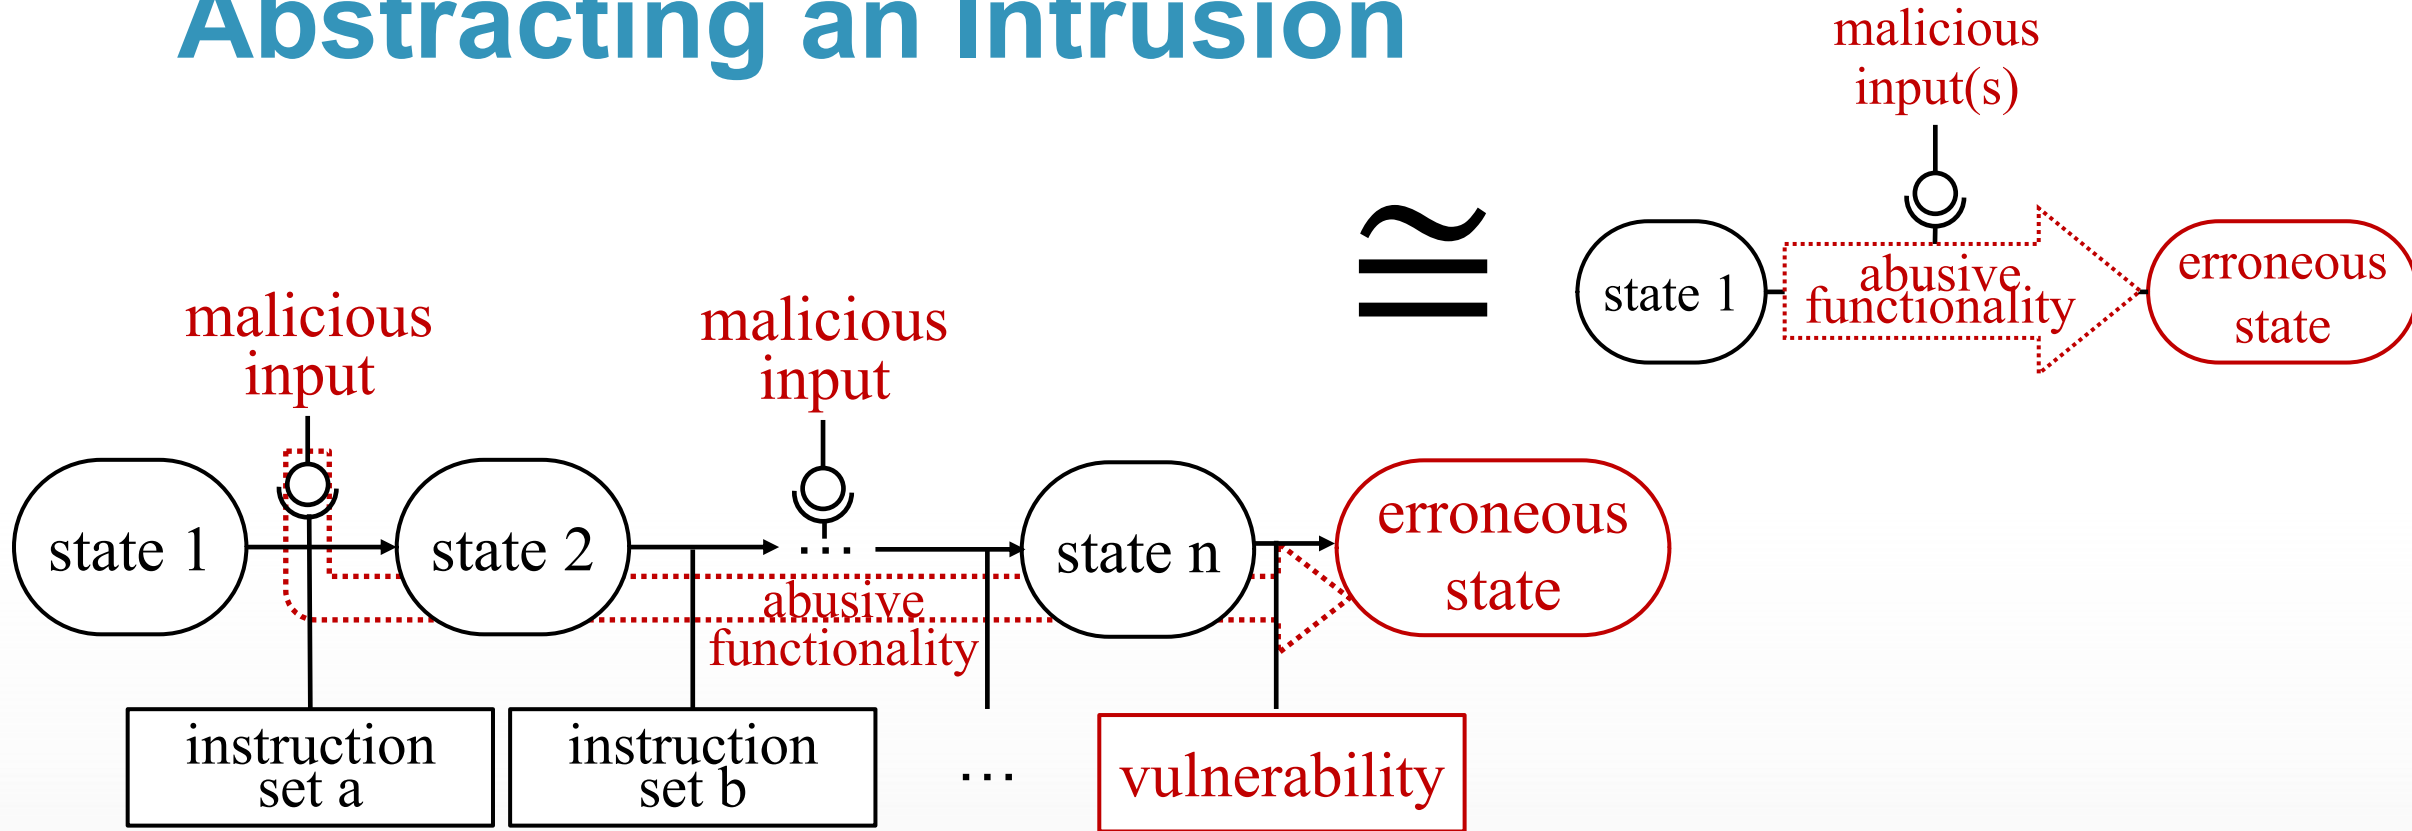 Abstracting an Intrusion
malicious
input(s)
≅
state 1
abusive
functionality
erroneous
state
malicious
input
malicious
input
state 1
state 2
...
state n
erroneous
state
abusive
functionality
instruction
set a
instruction
set b
...
vulnerability